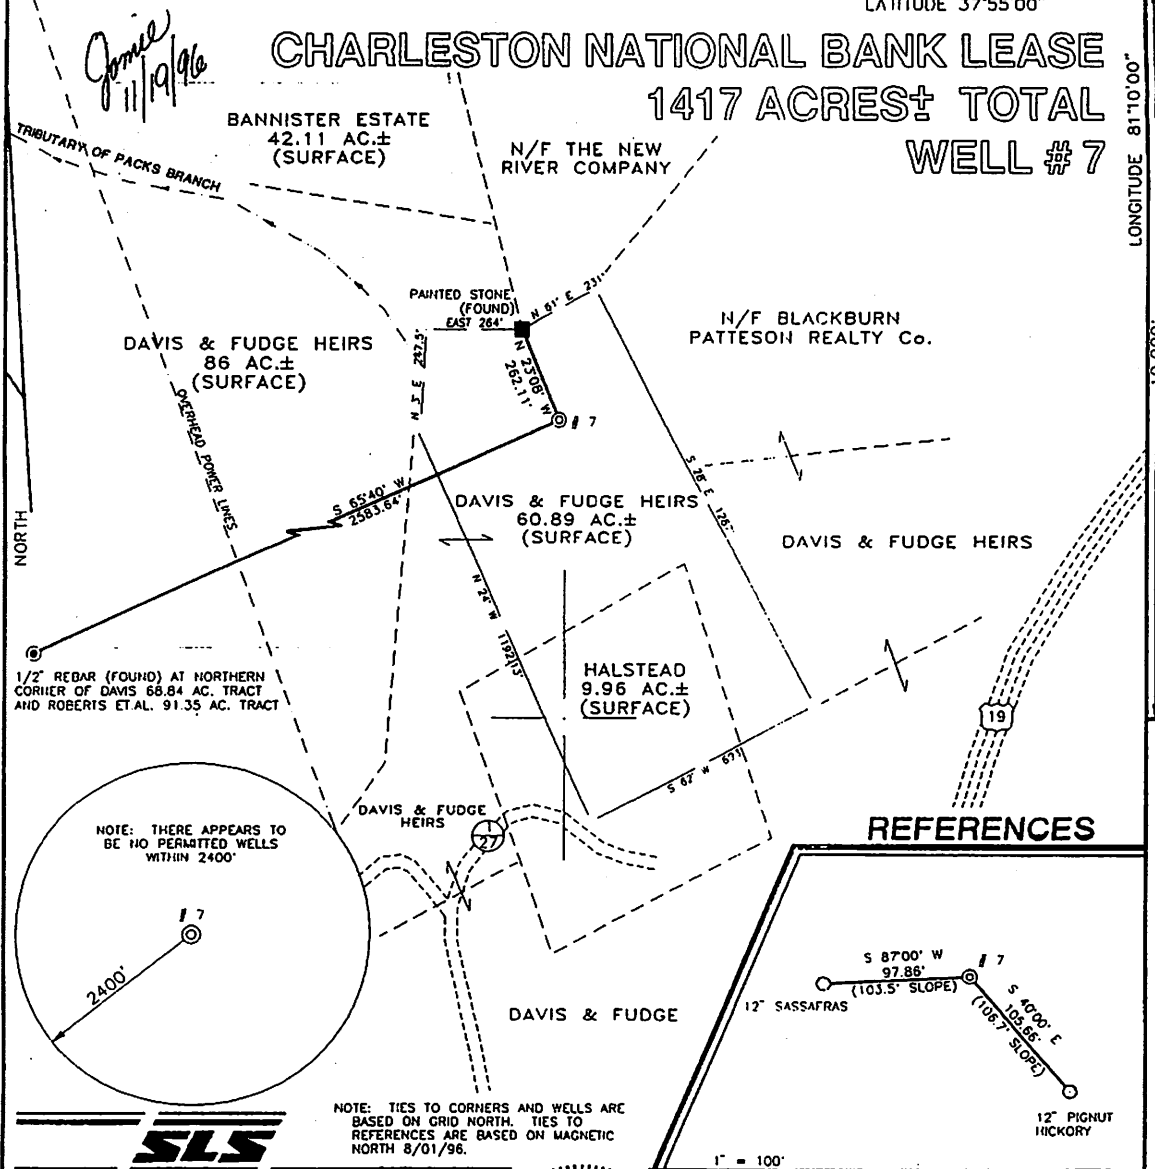 LATITUDE 37°55'00"
Jamie
11/19/96
CHARLESTON NATIONAL BANK LEASE
1417 ACRES± TOTAL
WELL # 7
LONGITUDE 81°10'00"
BANNISTER ESTATE
42.11 AC.±
(SURFACE)
N/F THE NEW
RIVER COMPANY
TRIBUTARY OF PACKS BRANCH
PAINTED STONE
(FOUND)
EAST 264'
N 61° E 231'
N/F BLACKBURN
PATTESON REALTY Co.
DAVIS & FUDGE HEIRS
86 AC.±
(SURFACE)
N 3° E 237.5'
N 23°08' W
262.11'
# 7
OVERHEAD POWER LINES
S 65°40' W
2583.64'
DAVIS & FUDGE HEIRS
60.89 AC.±
(SURFACE)
S 28° E 1287'
DAVIS & FUDGE HEIRS
NORTH
N 24° W 1192.13'
1/2" REBAR (FOUND) AT NORTHERN
CORNER OF DAVIS 68.84 AC. TRACT
AND ROBERTS ET.AL. 91.35 AC. TRACT
HALSTEAD
9.96 AC.±
(SURFACE)
19
S 62° W 673'
DAVIS & FUDGE
HEIRS
1
27
NOTE: THERE APPEARS TO
BE NO PERMITTED WELLS
WITHIN 2400'
# 7
2400'
REFERENCES
S 87°00' W
97.86'
(103.5' SLOPE)
# 7
12" SASSAFRAS
S 40°00' E
105.66'
(106.7' SLOPE)
12" PIGNUT
HICKORY
DAVIS & FUDGE
NOTE: TIES TO CORNERS AND WELLS ARE
BASED ON GRID NORTH. TIES TO
REFERENCES ARE BASED ON MAGNETIC
NORTH 8/01/96.
SLS
1" = 100'